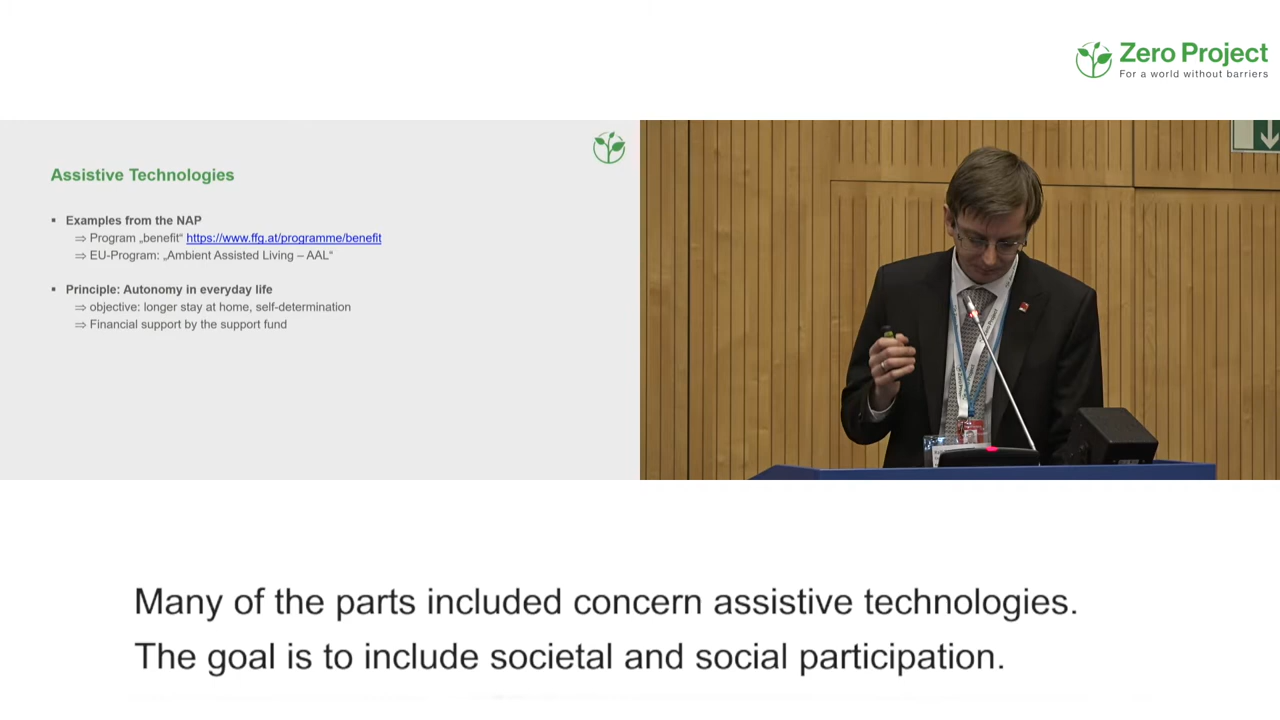 Zero Project
For a world without barriers
Assistive Technologies
▪ Examples from the NAP
⇒ Program „benefit“ https://www.ffg.at/programme/benefit
⇒ EU-Program: „Ambient Assisted Living – AAL“
▪ Principle: Autonomy in everyday life
⇒ objective: longer stay at home, self-determination
⇒ Financial support by the support fund
Many of the parts included concern assistive technologies.
The goal is to include societal and social participation.